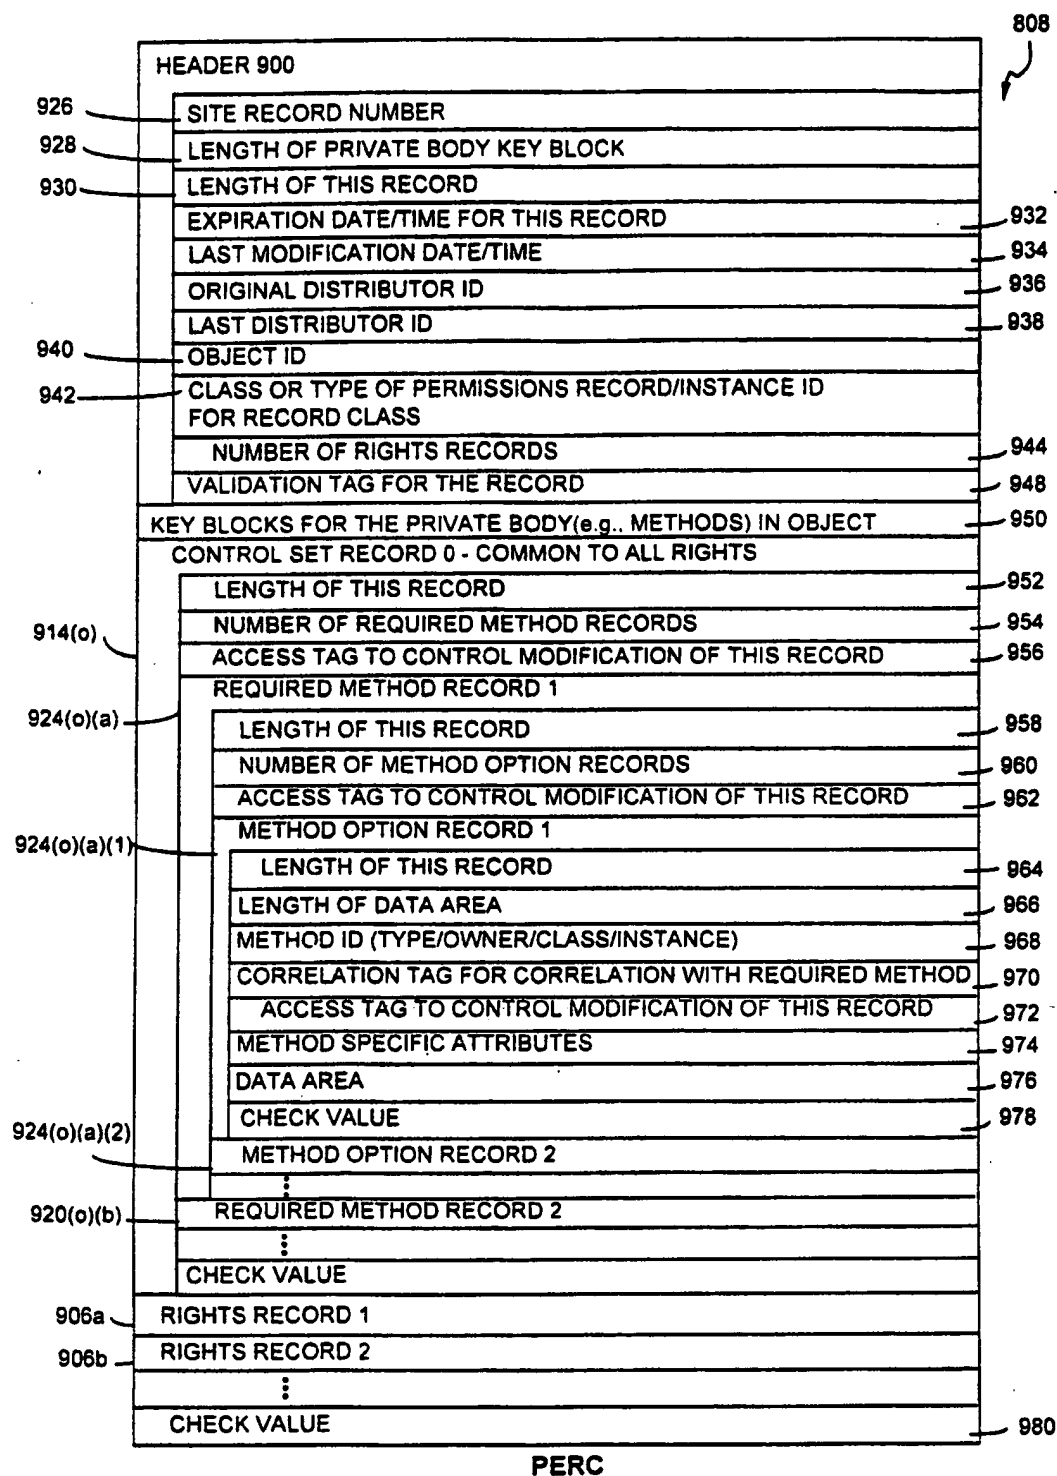 808
HEADER 900
926 SITE RECORD NUMBER
928 LENGTH OF PRIVATE BODY KEY BLOCK
930 LENGTH OF THIS RECORD
EXPIRATION DATE/TIME FOR THIS RECORD 932
LAST MODIFICATION DATE/TIME 934
ORIGINAL DISTRIBUTOR ID 936
LAST DISTRIBUTOR ID 938
940 OBJECT ID
942 CLASS OR TYPE OF PERMISSIONS RECORD/INSTANCE ID
FOR RECORD CLASS
NUMBER OF RIGHTS RECORDS 944
VALIDATION TAG FOR THE RECORD 948
KEY BLOCKS FOR THE PRIVATE BODY(e.g.. METHODS) IN OBJECT 950
CONTROL SET RECORD 0 - COMMON TO ALL RIGHTS
LENGTH OF THIS RECORD 952
914(o) NUMBER OF REQUIRED METHOD RECORDS 954
ACCESS TAG TO CONTROL MODIFICATION OF THIS RECORD 956
REQUIRED METHOD RECORD 1
924(o)(a) LENGTH OF THIS RECORD 958
NUMBER OF METHOD OPTION RECORDS 960
ACCESS TAG TO CONTROL MODIFICATION OF THIS RECORD 962
METHOD OPTION RECORD 1
924(o)(a)(1) LENGTH OF THIS RECORD 964
LENGTH OF DATA AREA 966
METHOD ID (TYPE/OWNER/CLASS/INSTANCE) 968
CORRELATION TAG FOR CORRELATION WITH REQUIRED METHOD 970
ACCESS TAG TO CONTROL MODIFICATION OF THIS RECORD 972
METHOD SPECIFIC ATTRIBUTES 974
DATA AREA 976
CHECK VALUE 978
924(o)(a)(2) METHOD OPTION RECORD 2
920(o)(b) REQUIRED METHOD RECORD 2
CHECK VALUE
906a RIGHTS RECORD 1
906b RIGHTS RECORD 2
CHECK VALUE 980
PERC